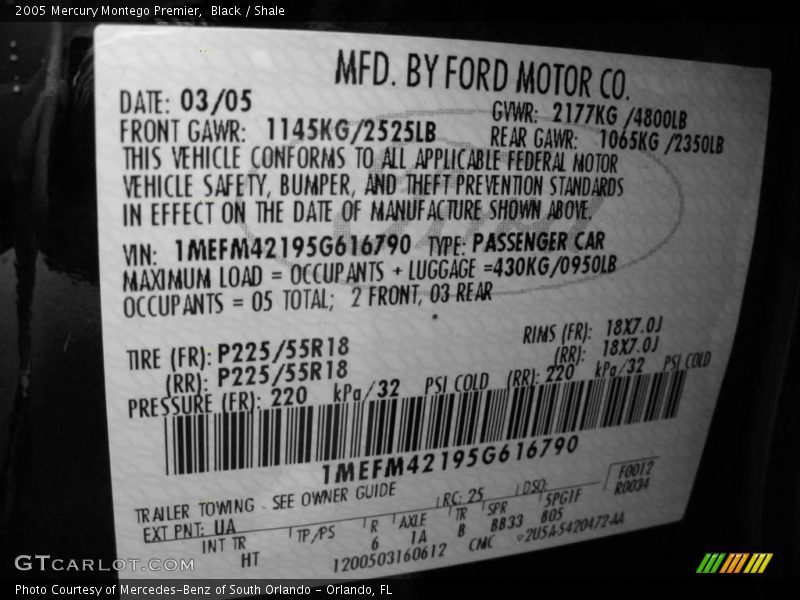 2005 Mercury Montego Premier, Black / Shale
MFD. BY FORD MOTOR CO.
DATE: 03/05 GVWR: 2177KG /4800LB
FRONT GAWR: 1145KG/2525LB REAR GAWR: 1065KG /2350LB
THIS VEHICLE CONFORMS TO ALL APPLICABLE FEDERAL MOTOR
VEHICLE SAFETY, BUMPER, AND THEFT PREVENTION STANDARDS
IN EFFECT ON THE DATE OF MANUFACTURE SHOWN ABOVE.
VIN: 1MEFM42195G616790 TYPE: PASSENGER CAR
MAXIMUM LOAD = OCCUPANTS + LUGGAGE =430KG/0950LB
OCCUPANTS = 05 TOTAL; 2 FRONT, 03 REAR
TIRE (FR): P225/55R18 RIMS (FR): 18X7.0J
(RR): P225/55R18 (RR): 18X7.0J
PRESSURE (FR): 220 kPa/32 PSI COLD (RR): 220 kPa/32 PSI COLD
1MEFM42195G616790
TRAILER TOWING - SEE OWNER GUIDE RC: 25 DSO: F0012
EXT PNT: UA TP/PS R AXLE TR SPR 5PG1F R0034
INT TR 6 1A B BB33 805
HT 1200503160612 CMC 2U5A-5420472-AA
GTCARLOT.COM
Photo Courtesy of Mercedes-Benz of South Orlando - Orlando, FL